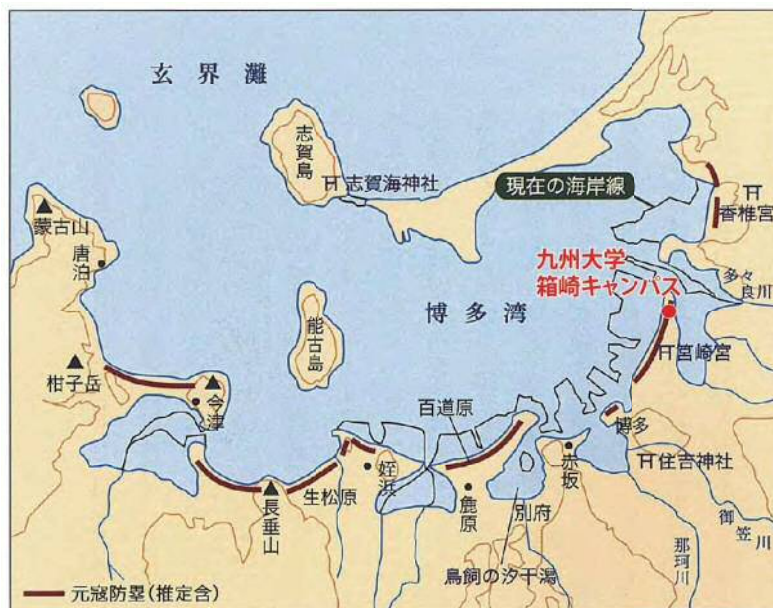 玄界灘
志賀島
志賀海神社
現在の海岸線
香椎宮
蒙古山
唐泊
九州大学
箱崎キャンパス
多々
良川
能古島
博多湾
筥崎宮
柑子岳
今津
百道原
博多
姪浜
赤坂
住吉神社
生松原
長垂山
鹿原
別府
御笠川
那珂川
鳥飼の汐干潟
元寇防塁(推定含)